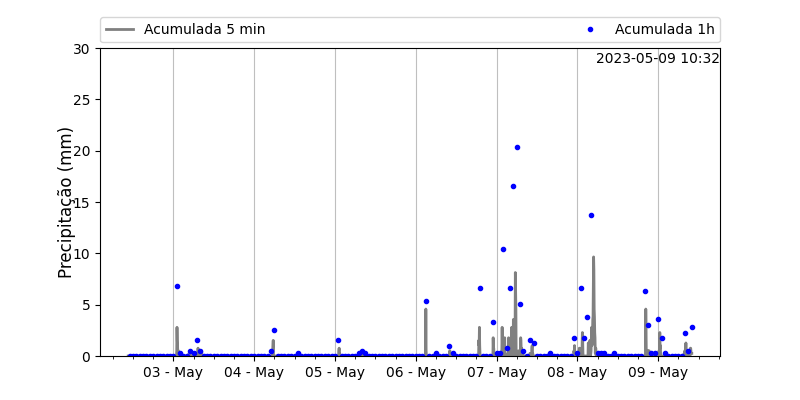 Acumulada 5 min
Acumulada 1h
2023-05-09 10:32
Precipitação (mm)
30
25
20
15
10
5
0
03 - May
04 - May
05 - May
06 - May
07 - May
08 - May
09 - May